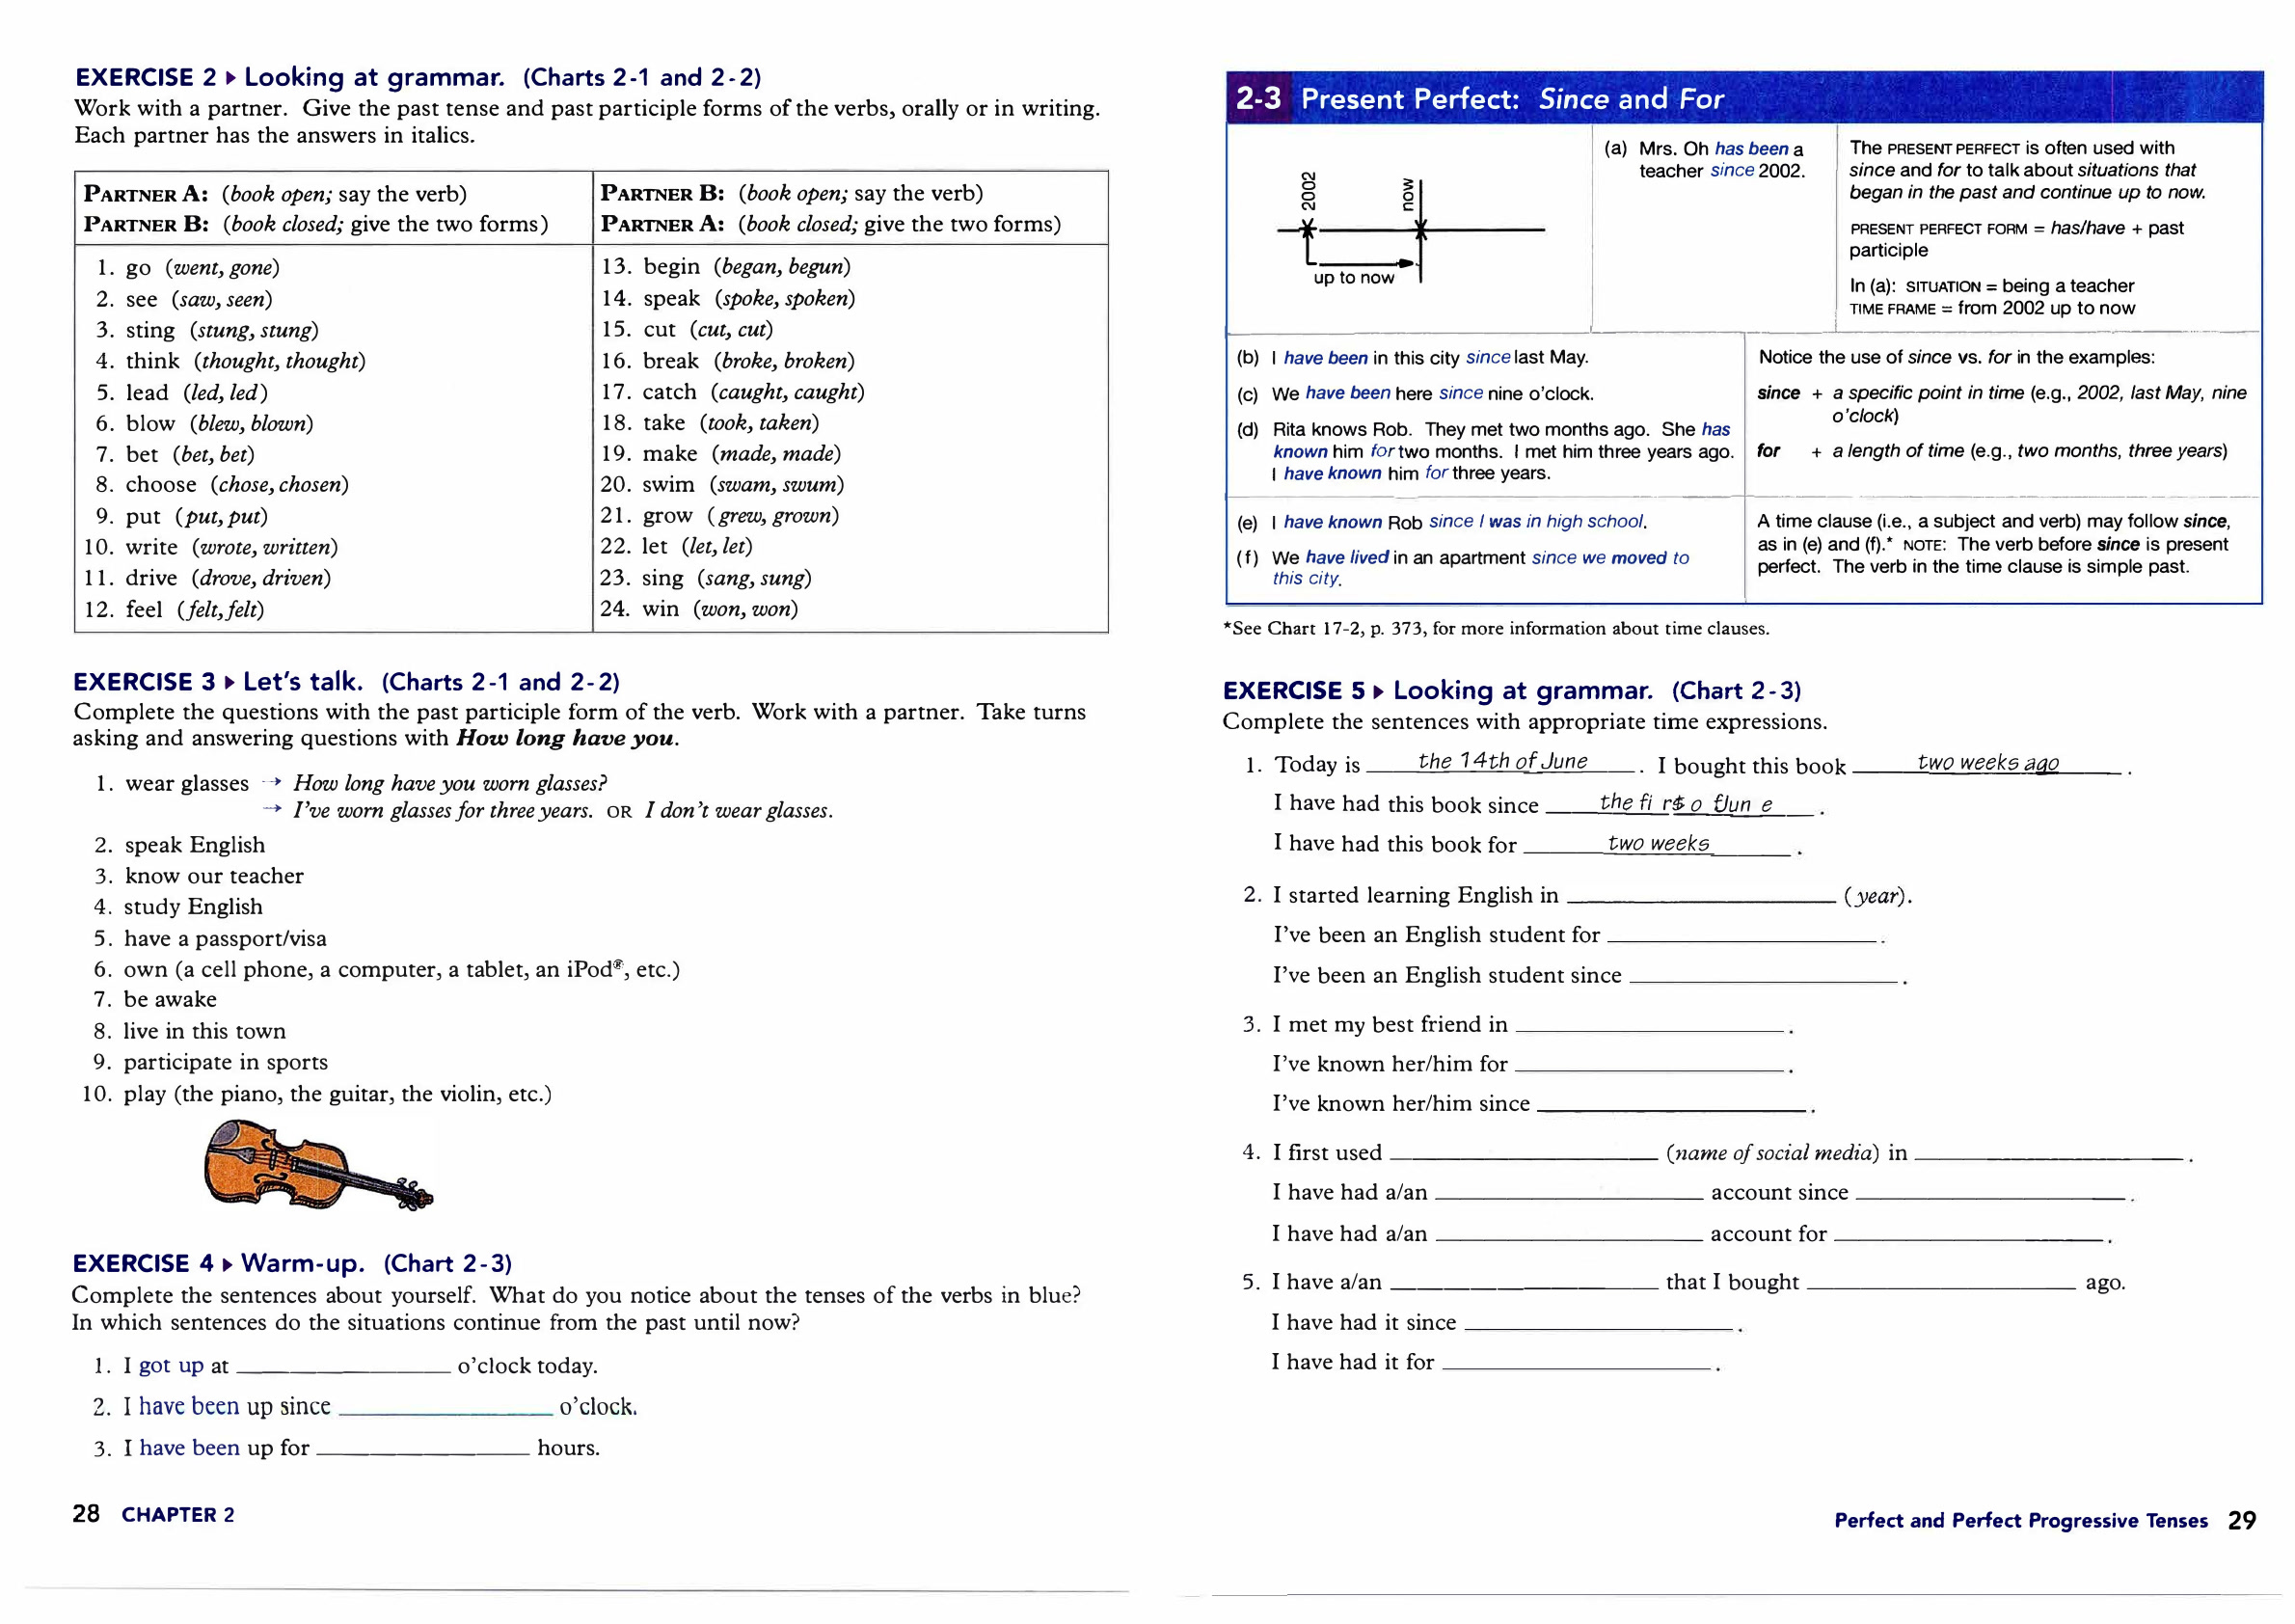 EXERCISE 2 ▸ Looking at grammar. (Charts 2-1 and 2-2)
Work with a partner. Give the past tense and past participle forms of the verbs, orally or in writing.
Each partner has the answers in italics.
PARTNER A: (book open; say the verb)
PARTNER B: (book closed; give the two forms)
1. go (went, gone)
2. see (saw, seen)
3. sting (stung, stung)
4. think (thought, thought)
5. lead (led, led)
6. blow (blew, blown)
7. bet (bet, bet)
8. choose (chose, chosen)
9. put (put, put)
10. write (wrote, written)
11. drive (drove, driven)
12. feel (felt, felt)
PARTNER B: (book open; say the verb)
PARTNER A: (book closed; give the two forms)
13. begin (began, begun)
14. speak (spoke, spoken)
15. cut (cut, cut)
16. break (broke, broken)
17. catch (caught, caught)
18. take (took, taken)
19. make (made, made)
20. swim (swam, swum)
21. grow (grew, grown)
22. let (let, let)
23. sing (sang, sung)
24. win (won, won)
EXERCISE 3 ▸ Let's talk. (Charts 2-1 and 2-2)
Complete the questions with the past participle form of the verb. Work with a partner. Take turns
asking and answering questions with How long have you.
1. wear glasses → How long have you worn glasses?
→ I've worn glasses for three years. OR I don't wear glasses.
2. speak English
3. know our teacher
4. study English
5. have a passport/visa
6. own (a cell phone, a computer, a tablet, an iPod®, etc.)
7. be awake
8. live in this town
9. participate in sports
10. play (the piano, the guitar, the violin, etc.)
EXERCISE 4 ▸ Warm-up. (Chart 2-3)
Complete the sentences about yourself. What do you notice about the tenses of the verbs in blue?
In which sentences do the situations continue from the past until now?
1. I got up at ________ o'clock today.
2. I have been up since ________ o'clock.
3. I have been up for ________ hours.
28 CHAPTER 2
2-3 Present Perfect: Since and For
2002
now
up to now
(a) Mrs. Oh has been a
teacher since 2002.
The PRESENT PERFECT is often used with
since and for to talk about situations that
began in the past and continue up to now.
PRESENT PERFECT FORM = has/have + past
participle
In (a): SITUATION = being a teacher
TIME FRAME = from 2002 up to now
(b) I have been in this city since last May.
(c) We have been here since nine o'clock.
(d) Rita knows Rob. They met two months ago. She has
known him for two months. I met him three years ago.
I have known him for three years.
Notice the use of since vs. for in the examples:
since + a specific point in time (e.g., 2002, last May, nine
o'clock)
for + a length of time (e.g., two months, three years)
(e) I have known Rob since I was in high school.
(f) We have lived in an apartment since we moved to
this city.
A time clause (i.e., a subject and verb) may follow since,
as in (e) and (f).* NOTE: The verb before since is present
perfect. The verb in the time clause is simple past.
*See Chart 17-2, p. 373, for more information about time clauses.
EXERCISE 5 ▸ Looking at grammar. (Chart 2-3)
Complete the sentences with appropriate time expressions.
1. Today is the 14th of June. I bought this book two weeks ago.
I have had this book since the first of June.
I have had this book for two weeks.
2. I started learning English in ________ (year).
I've been an English student for ________.
I've been an English student since ________.
3. I met my best friend in ________.
I've known her/him for ________.
I've known her/him since ________.
4. I first used ________ (name of social media) in ________.
I have had a/an ________ account since ________.
I have had a/an ________ account for ________.
5. I have a/an ________ that I bought ________ ago.
I have had it since ________.
I have had it for ________.
Perfect and Perfect Progressive Tenses 29